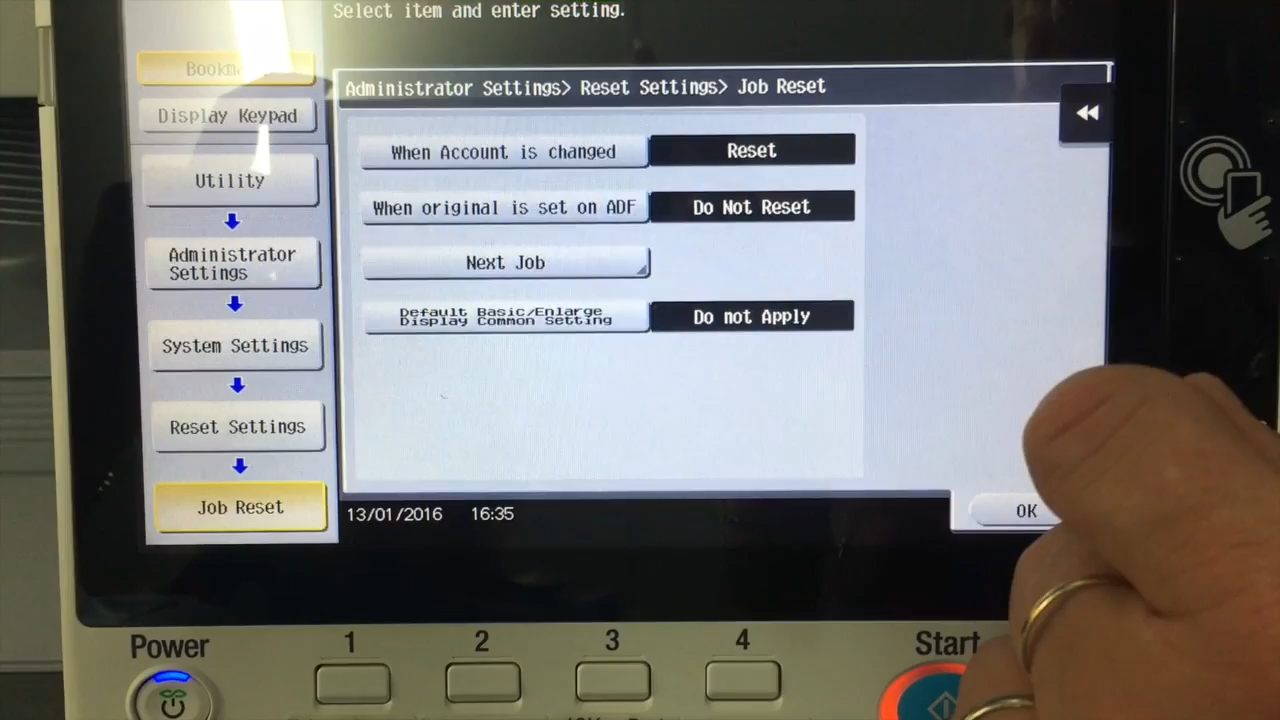 Select item and enter setting.
Display Keypad
Utility
Administrator
Settings
System Settings
Reset Settings
Job Reset
Administrator Settings> Reset Settings> Job Reset
When Account is changed
Reset
When original is set on ADF
Do Not Reset
Next Job
Default Basic/Enlarge
Display Common Setting
Do not Apply
13/01/2016 16:35
OK
Power
1
2
3
4
Start